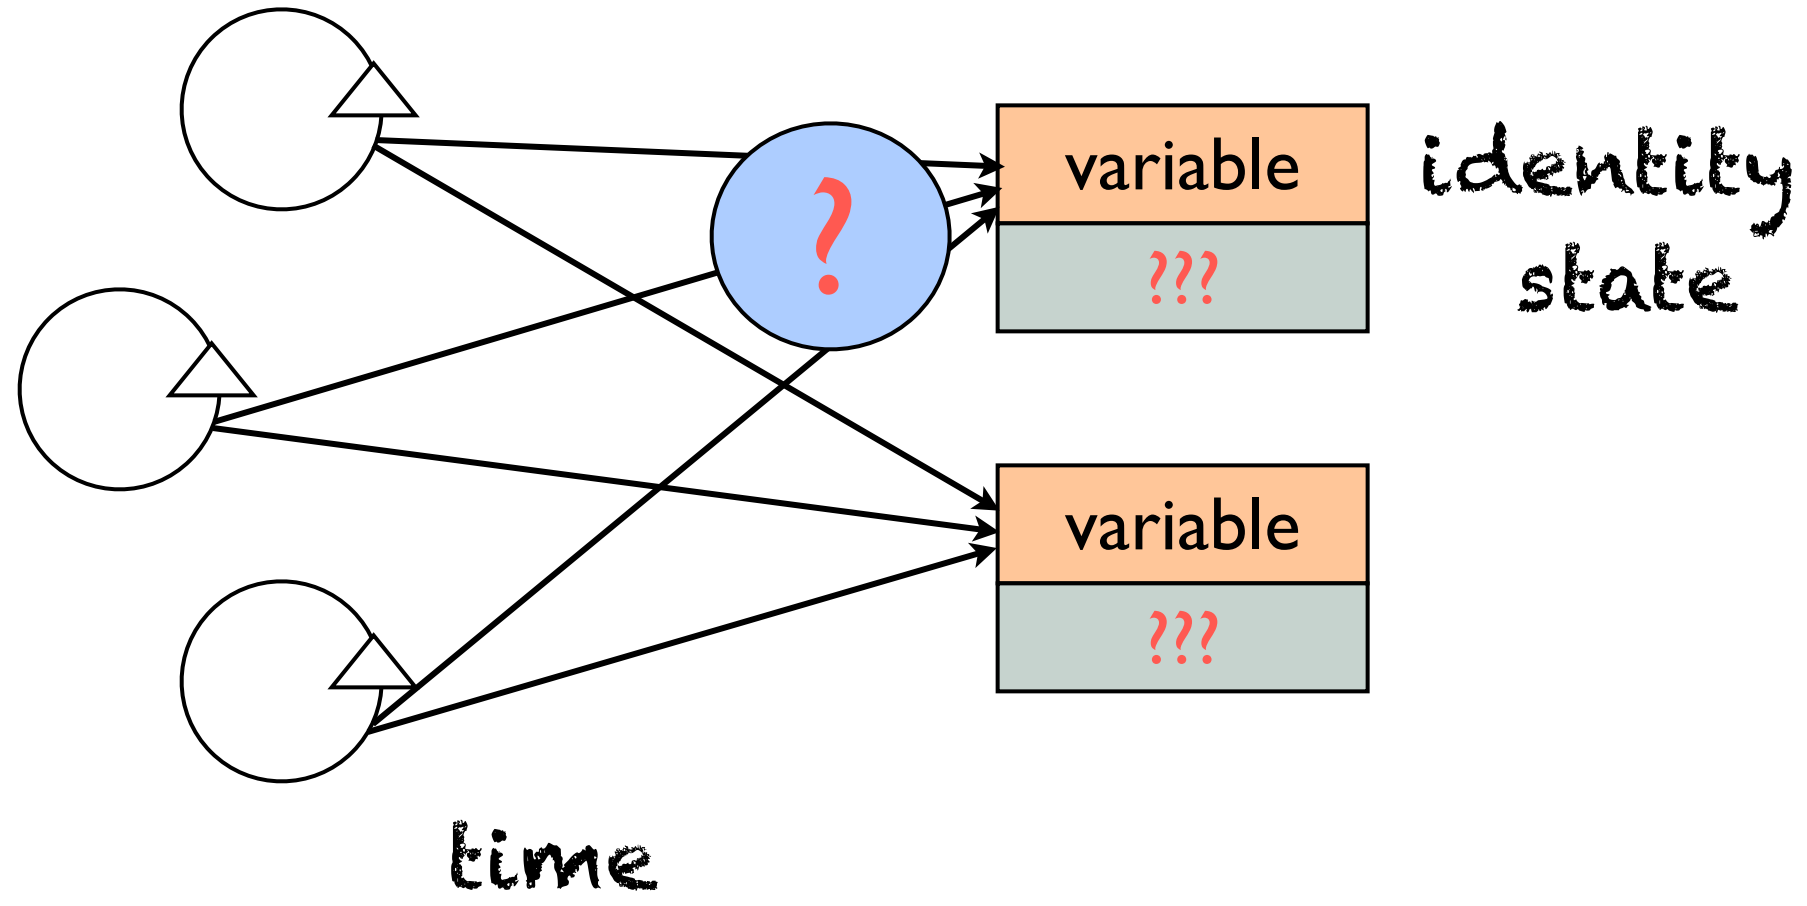 variable
identity
?
???
state
variable
???
time